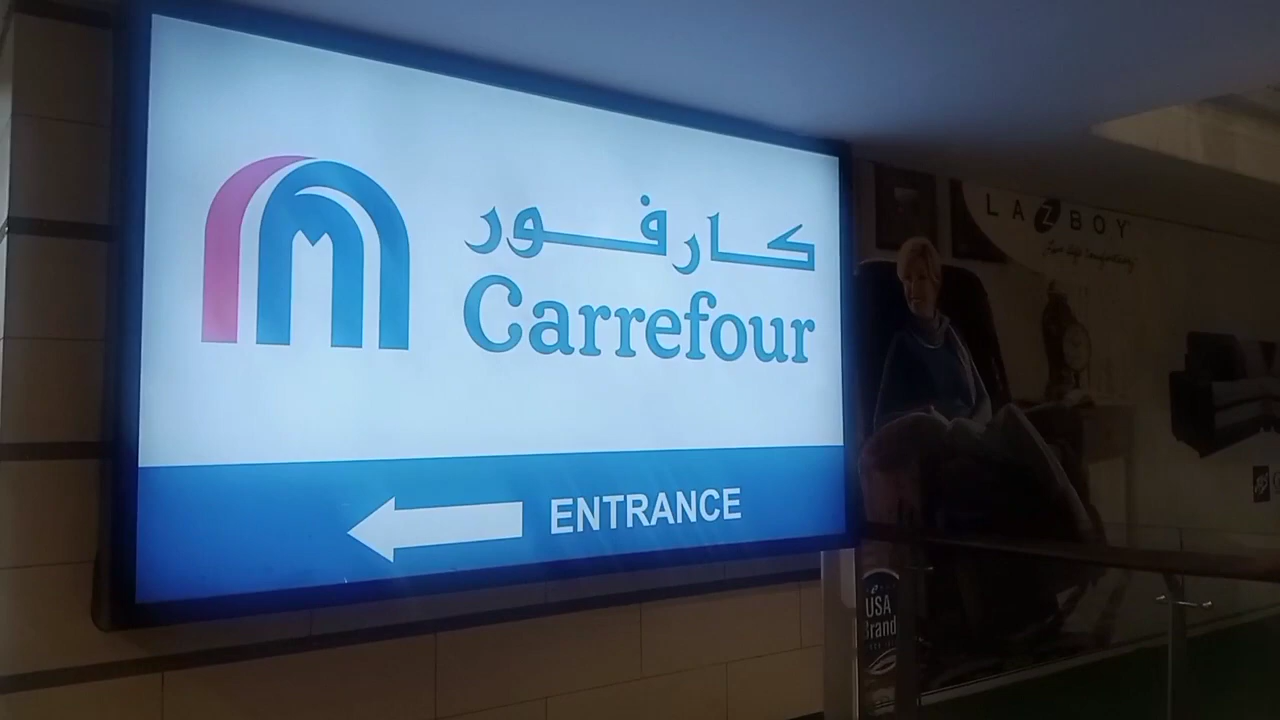 كارفور
Carrefour
ENTRANCE
LA Z BOY
USA
Brand